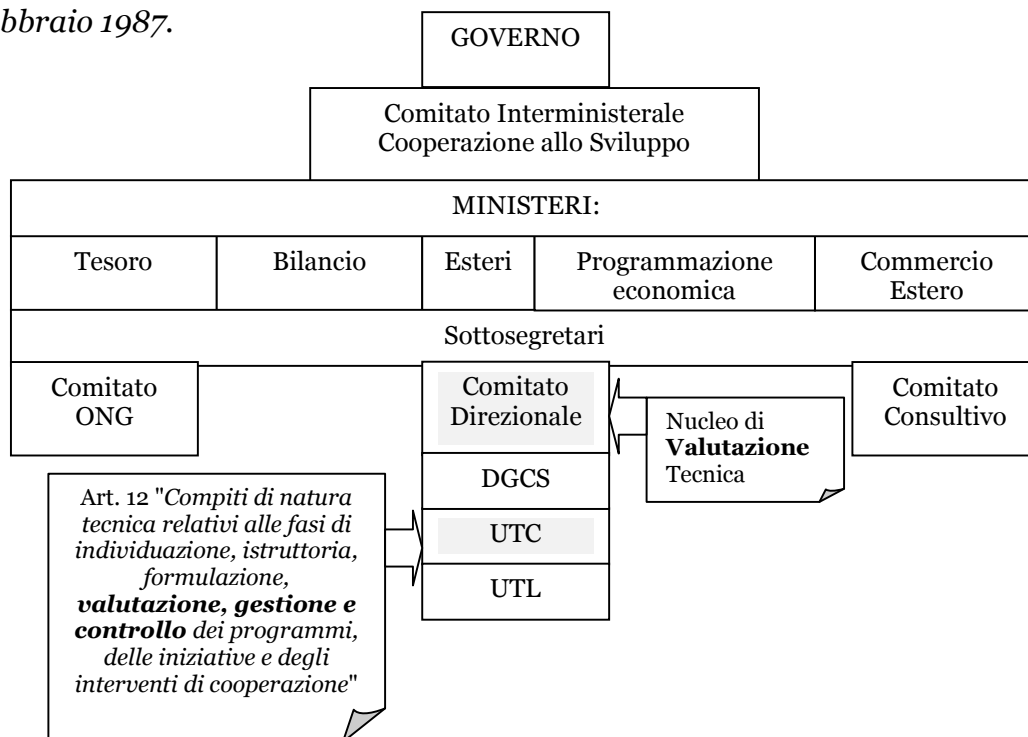 bbraio 1987.
GOVERNO
Comitato Interministerale
Cooperazione allo Sviluppo
MINISTERI:
Tesoro
Bilancio
Esteri
Programmazione
economica
Commercio
Estero
Sottosegretari
Comitato
ONG
Comitato
Direzionale
Nucleo di
Valutazione
Tecnica
Comitato
Consultivo
DGCS
UTC
UTL
Art. 12 "Compiti di natura
tecnica relativi alle fasi di
individuazione, istruttoria,
formulazione,
valutazione, gestione e
controllo dei programmi,
delle iniziative e degli
interventi di cooperazione"